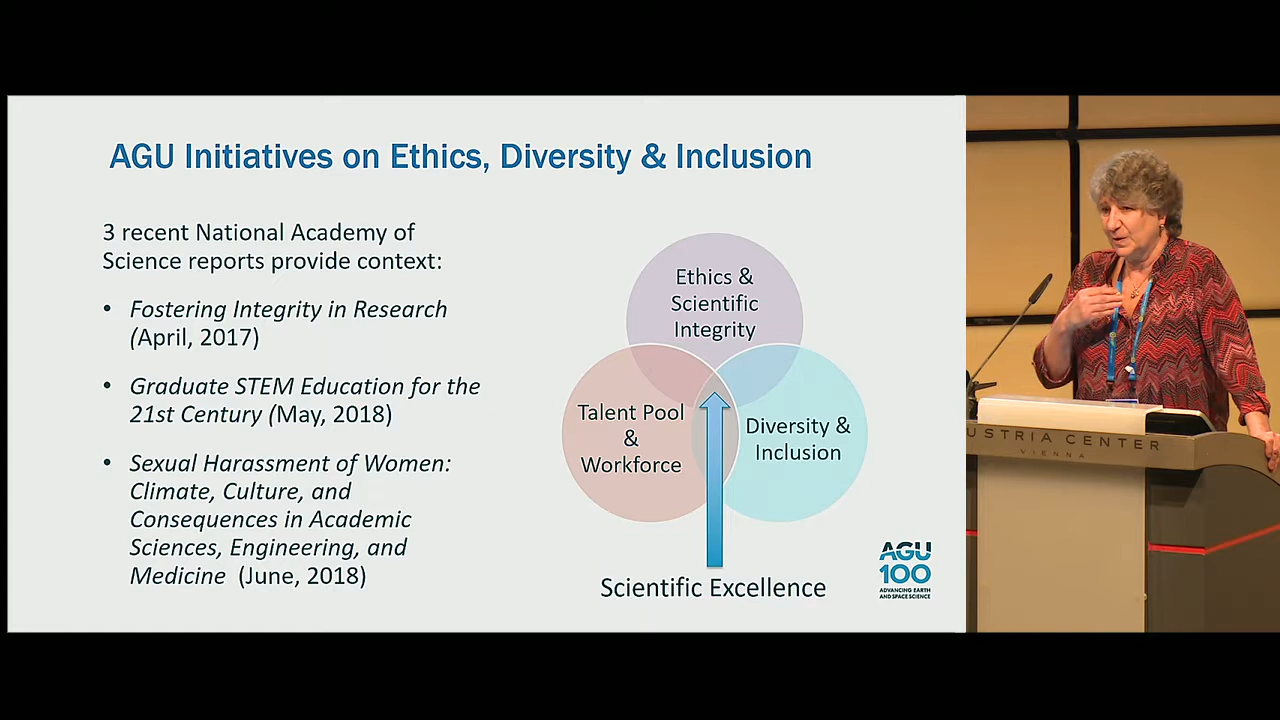 AGU Initiatives on Ethics, Diversity & Inclusion
3 recent National Academy of
Science reports provide context:
• Fostering Integrity in Research
(April, 2017)
• Graduate STEM Education for the
21st Century (May, 2018)
• Sexual Harassment of Women:
Climate, Culture, and
Consequences in Academic
Sciences, Engineering, and
Medicine (June, 2018)
Ethics &
Scientific
Integrity
Talent Pool
&
Workforce
Diversity &
Inclusion
Scientific Excellence
AGU
100
ADVANCING EARTH
AND SPACE SCIENCE
USTRIA CENTER
VIENNA